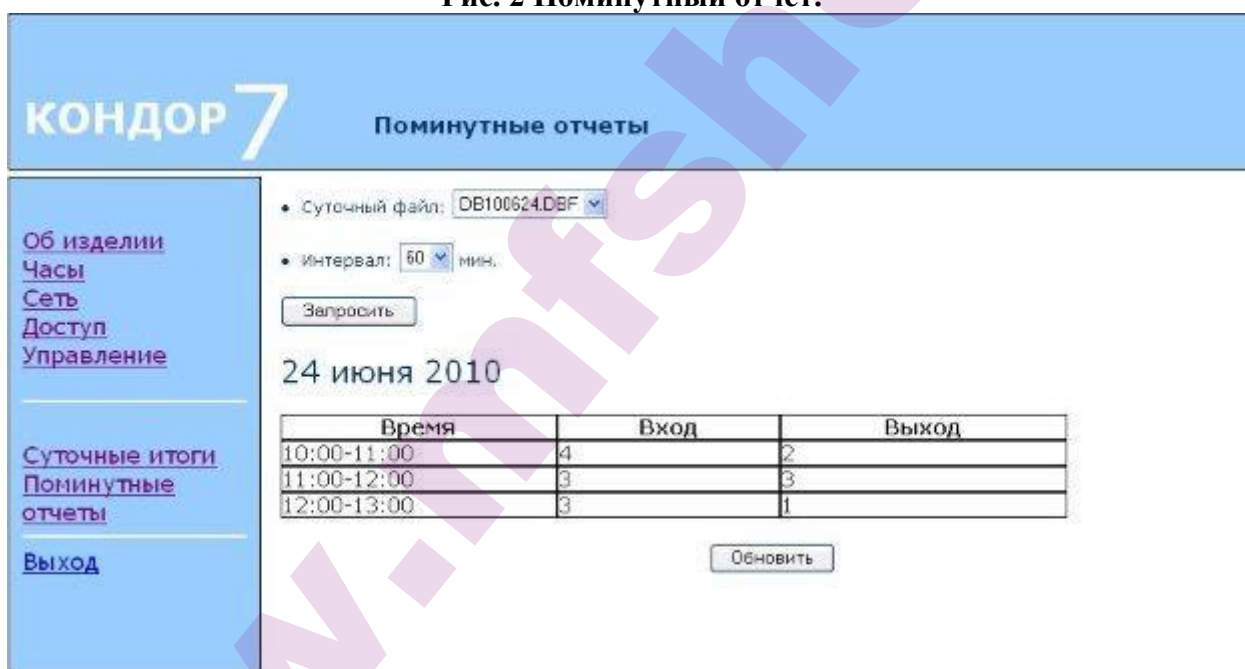 Рис. 2 Поминутный отчет.
КОНДОР 7
Поминутные отчеты
Об изделии
Часы
Сеть
Доступ
Управление
Суточные итоги
Поминутные
отчеты
Выход
• Суточный файл: DB100624.DBF
• Интервал: 60 мин.
Запросить
24 июня 2010
Время Вход Выход
10:00-11:00 4 2
11:00-12:00 3 3
12:00-13:00 3 1
Обновить